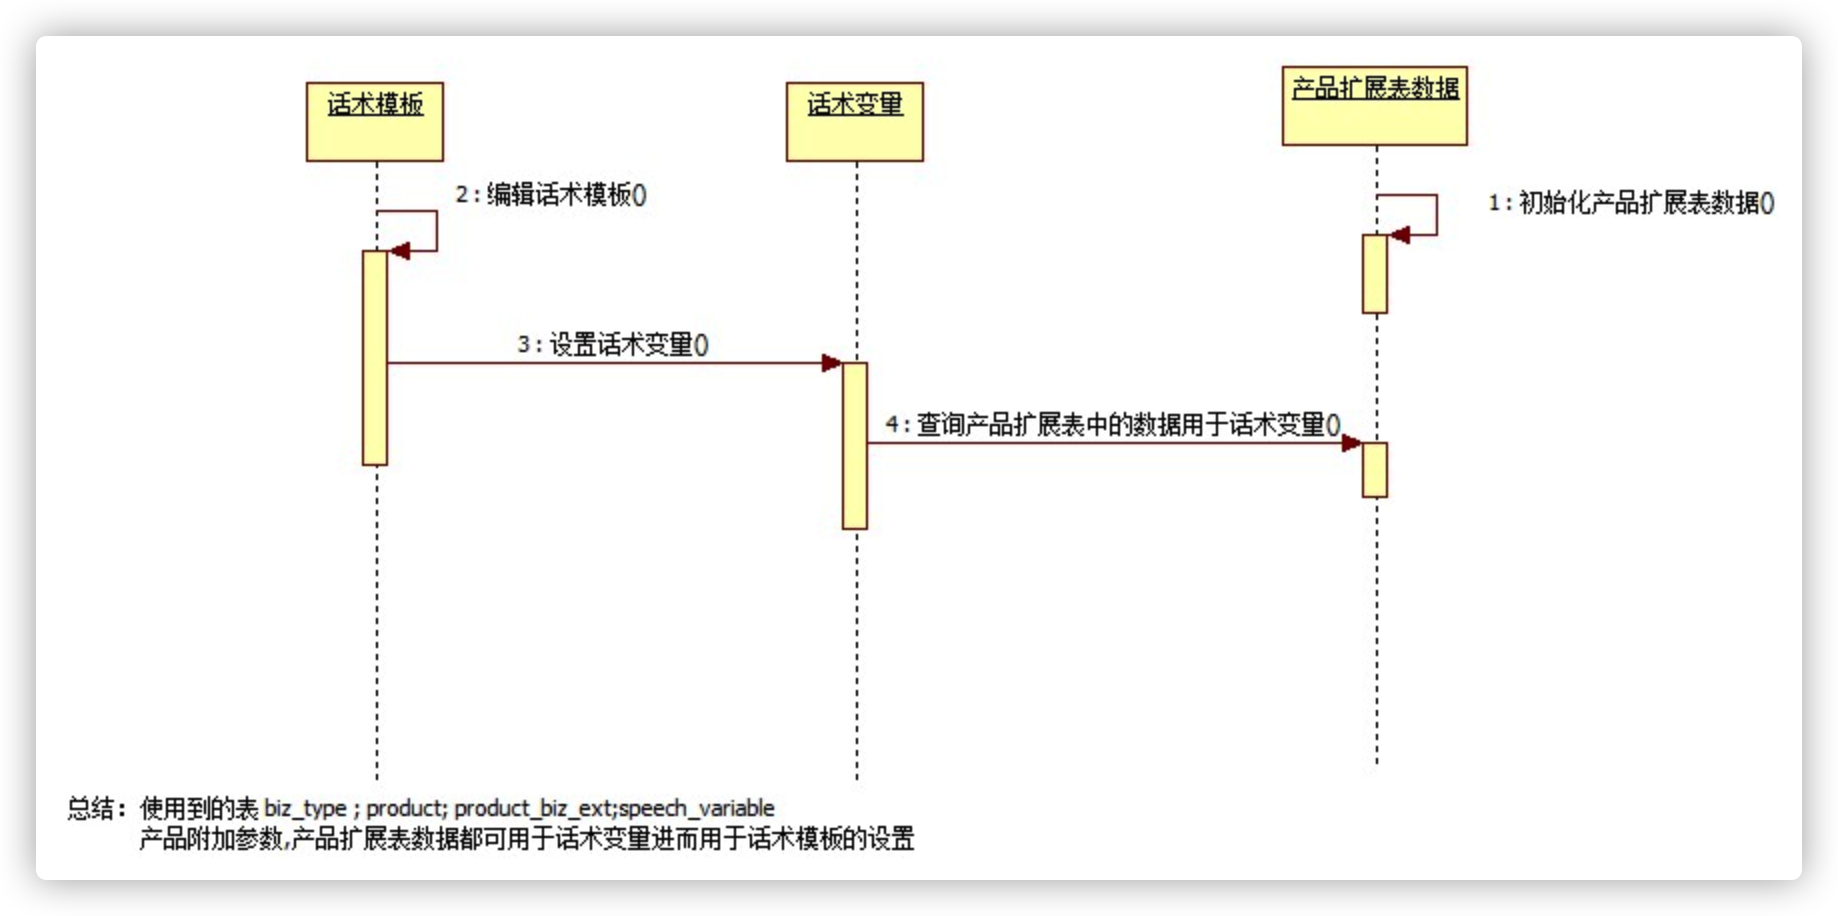 话术模板
话术变量
产品扩展表数据
2 : 编辑话术模板()
1 : 初始化产品扩展表数据()
3 : 设置话术变量()
4 : 查询产品扩展表中的数据用于话术变量()
总结：使用到的表 biz_type ; product; product_biz_ext;speech_variable
产品附加参数,产品扩展表数据都可用于话术变量进而用于话术模板的设置